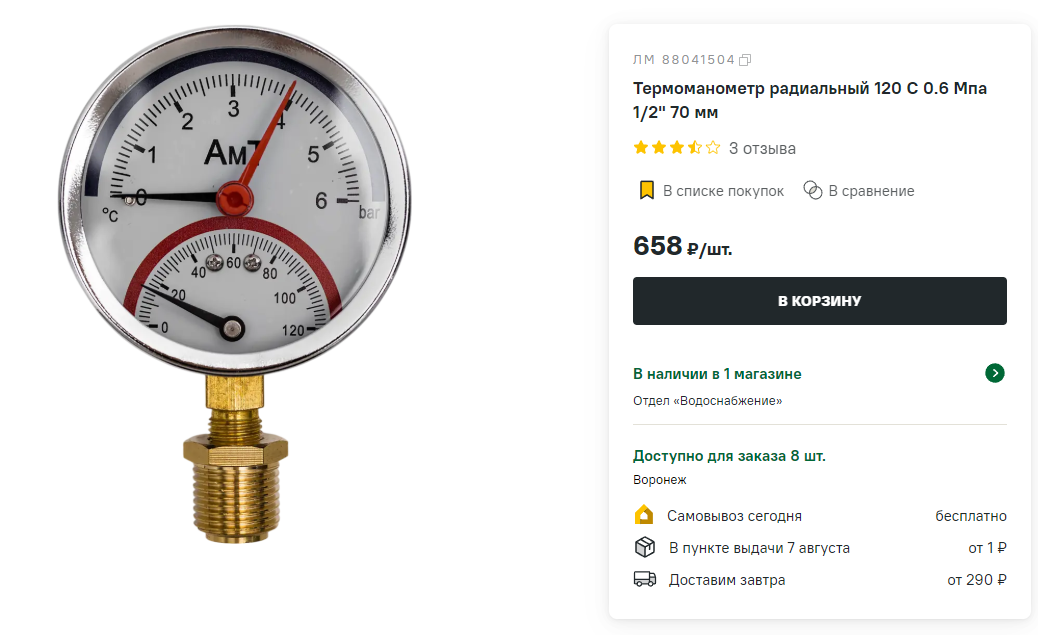 0
1
2
3
4
5
6
АмТ
°C
bar
0
20
40
60
80
100
120
ЛМ 88041504
Термоманометр радиальный 120 С 0.6 Мпа
1/2" 70 мм
3 отзыва
В списке покупок
В сравнение
658 ₽/шт.
В КОРЗИНУ
В наличии в 1 магазине
Отдел «Водоснабжение»
Доступно для заказа 8 шт.
Воронеж
Самовывоз сегодня бесплатно
В пункте выдачи 7 августа от 1 ₽
Доставим завтра от 290 ₽